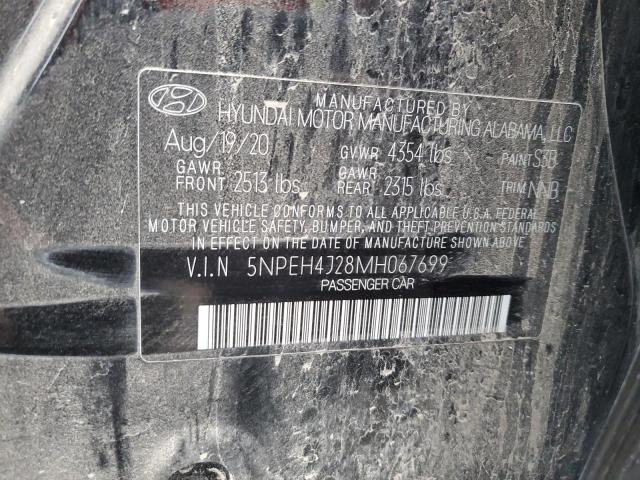 MANUFACTURED BY
HYUNDAI MOTOR MANUFACTURING ALABAMA, LLC
Aug/19/20 GVWR 4354 lbs PAINT S3B
GAWR FRONT 2513 lbs GAWR REAR 2315 lbs TRIM NNB
THIS VEHICLE CONFORMS TO ALL APPLICABLE U.S.A. FEDERAL
MOTOR VEHICLE SAFETY, BUMPER, AND THEFT PREVENTION STANDARDS
IN EFFECT ON THE DATE OF MANUFACTURE SHOWN ABOVE.
V.I.N 5NPEH4J28MH067699
PASSENGER CAR